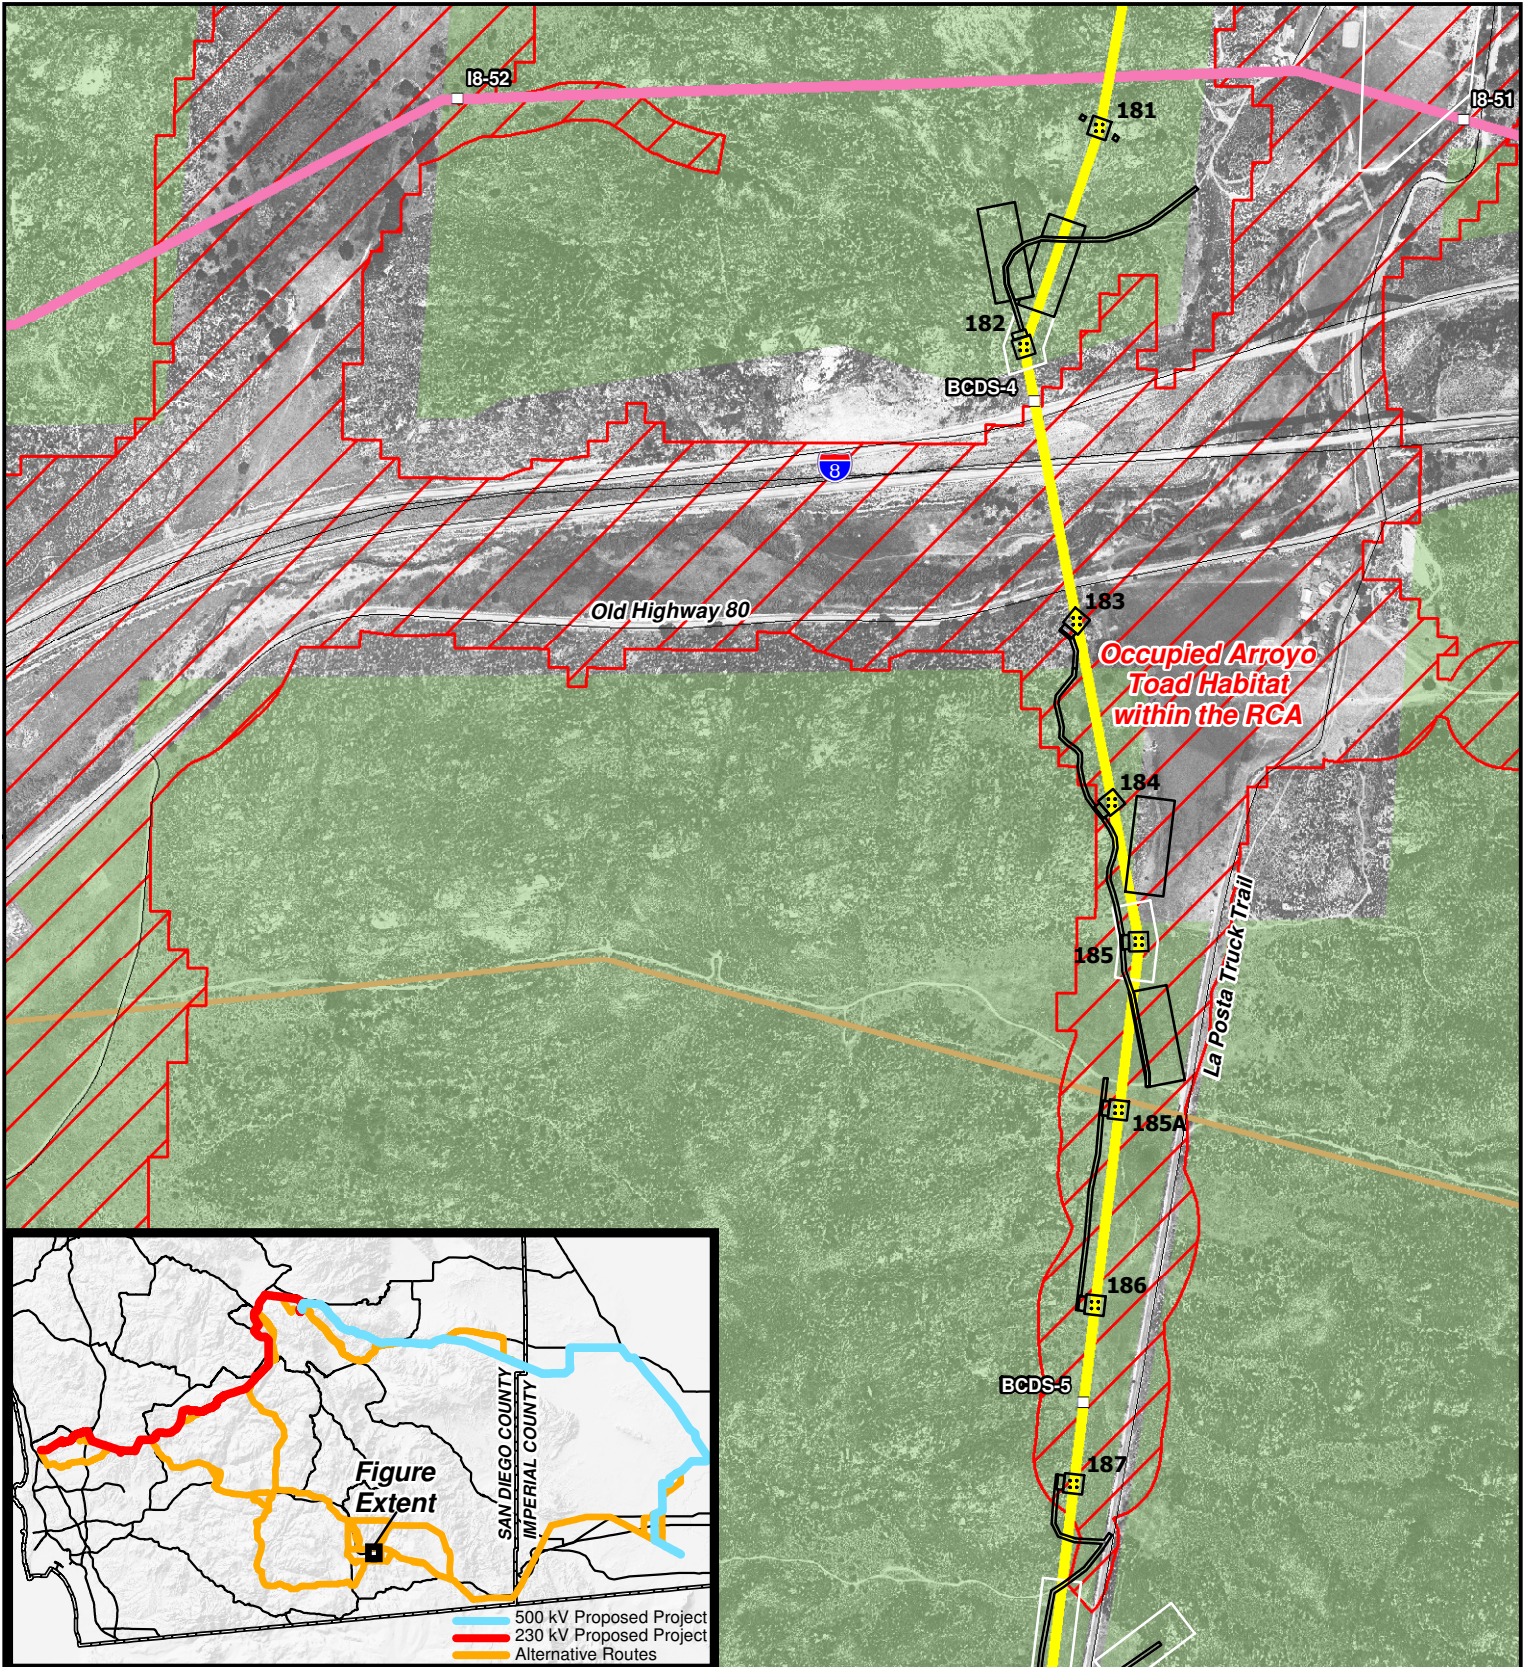 I8-52
I8-51
181
182
BCDS-4
8
183
Old Highway 80
Occupied Arroyo
Toad Habitat
within the RCA
184
185
La Posta Truck Trail
185A
186
BCDS-5
187
Figure
Extent
SAN DIEGO COUNTY
IMPERIAL COUNTY
500 kV Proposed Project
230 kV Proposed Project
Alternative Routes